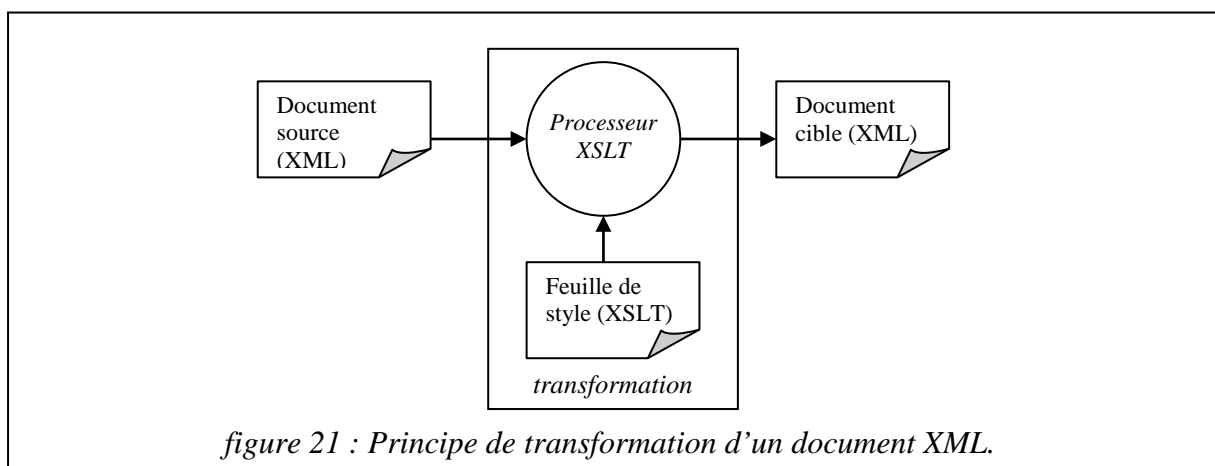 Document
source
(XML)
Processeur
XSLT
Document
cible (XML)
Feuille de
style (XSLT)
transformation
figure 21 : Principe de transformation d’un document XML.